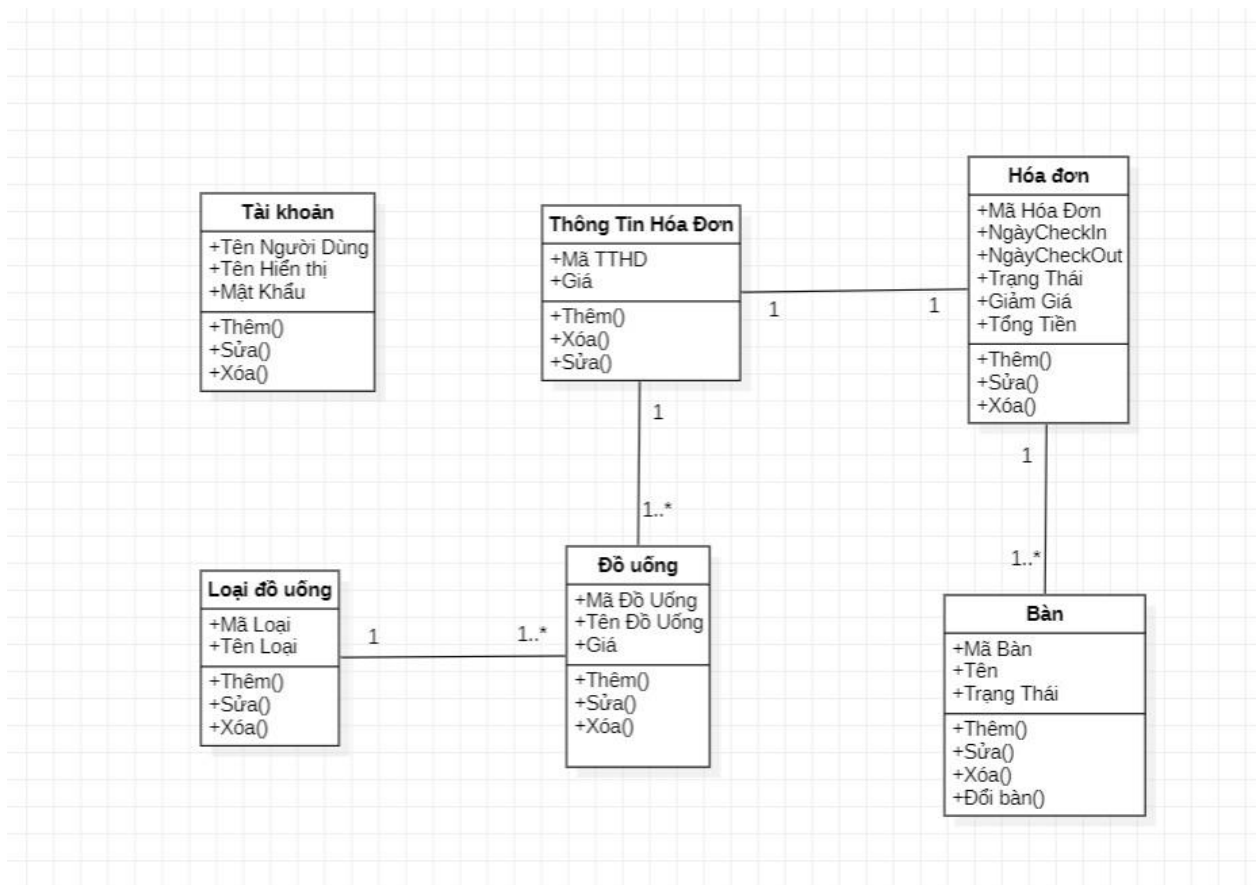 Tài khoản
+Tên Người Dùng
+Tên Hiển thị
+Mật Khẩu
+Thêm()
+Sửa()
+Xóa()
Thông Tin Hóa Đơn
+Mã TTHD
+Giá
+Thêm()
+Xóa()
+Sửa()
Hóa đơn
+Mã Hóa Đơn
+NgàyCheckIn
+NgàyCheckOut
+Trạng Thái
+Giảm Giá
+Tổng Tiền
+Thêm()
+Sửa()
+Xóa()
1
1
1
1..*
1
1..*
Loại đồ uống
+Mã Loại
+Tên Loại
+Thêm()
+Sửa()
+Xóa()
1
1..*
Đồ uống
+Mã Đồ Uống
+Tên Đồ Uống
+Giá
+Thêm()
+Sửa()
+Xóa()
Bàn
+Mã Bàn
+Tên
+Trạng Thái
+Thêm()
+Sửa()
+Xóa()
+Đổi bàn()